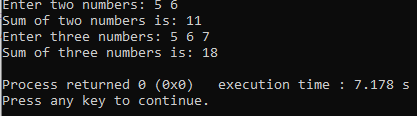 Enter two numbers: 5 6
Sum of two numbers is: 11
Enter three numbers: 5 6 7
Sum of three numbers is: 18
Process returned 0 (0x0)   execution time : 7.178 s
Press any key to continue.